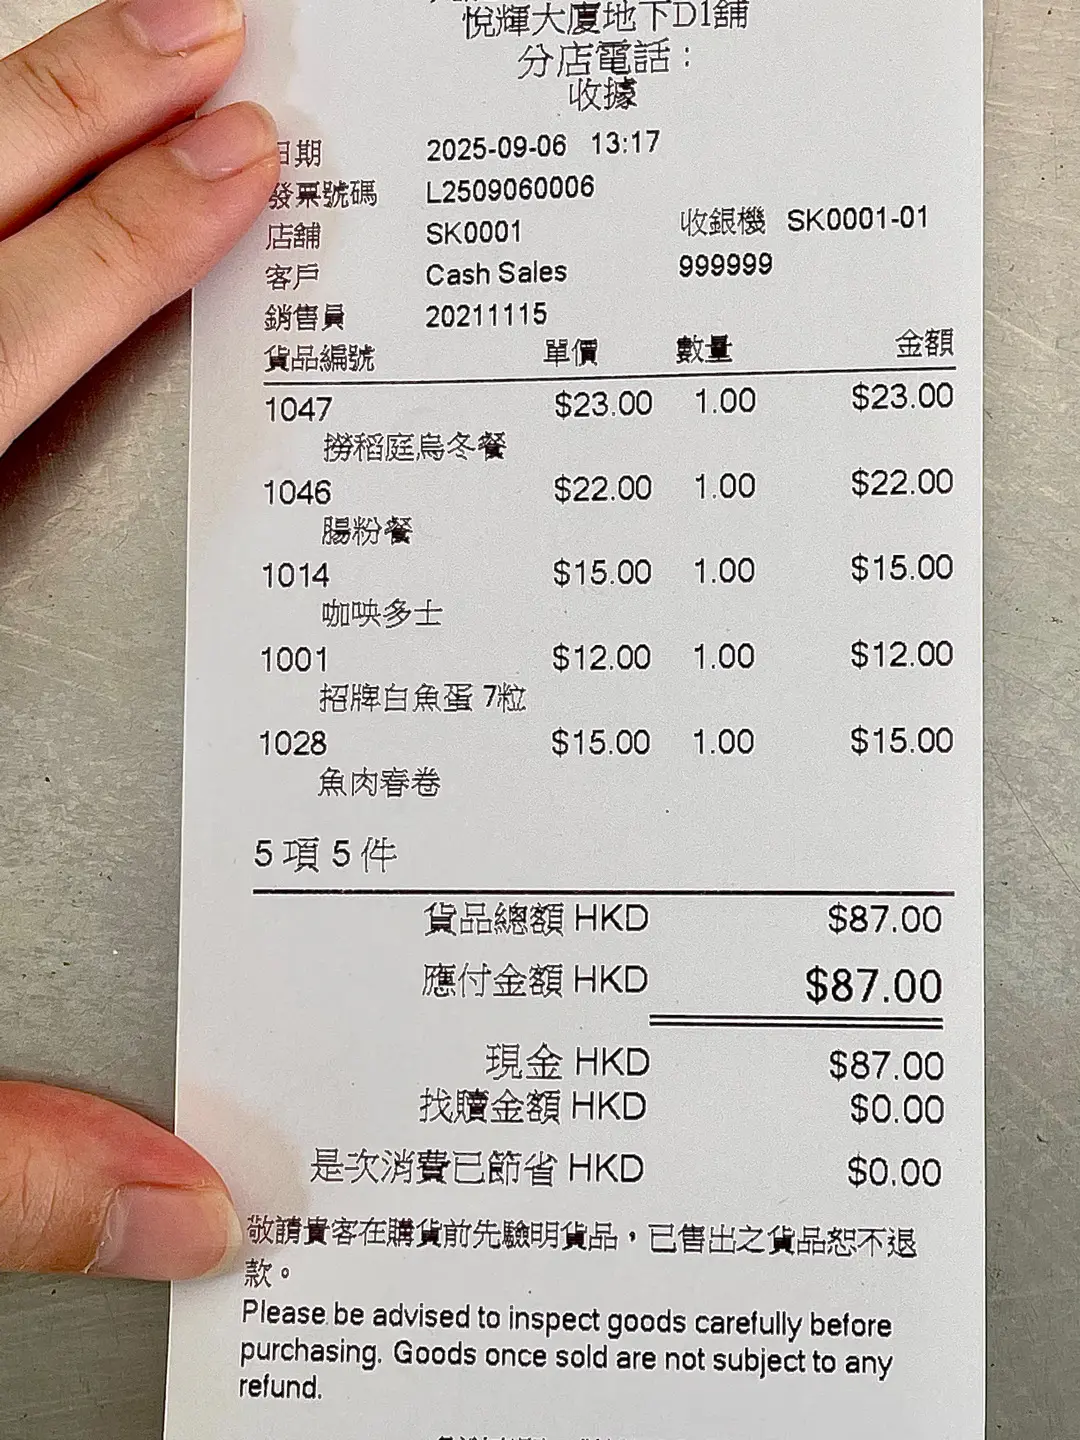 悅輝大廈地下D1舖
分店電話：
收據
日期 2025-09-06 13:17
發票號碼 L2509060006
店舖 SK0001 收銀機 SK0001-01
客戶 Cash Sales 999999
銷售員 20211115
貨品編號 單價 數量 金額
1047 $23.00 1.00 $23.00
撈稻庭烏冬餐
1046 $22.00 1.00 $22.00
腸粉餐
1014 $15.00 1.00 $15.00
咖央多士
1001 $12.00 1.00 $12.00
招牌白魚蛋 7粒
1028 $15.00 1.00 $15.00
魚肉春卷
5 項 5 件
貨品總額 HKD $87.00
應付金額 HKD $87.00
現金 HKD $87.00
找贖金額 HKD $0.00
是次消費已節省 HKD $0.00
敬請貴客在購貨前先驗明貨品，已售出之貨品恕不退
款。
Please be advised to inspect goods carefully before
purchasing. Goods once sold are not subject to any
refund.